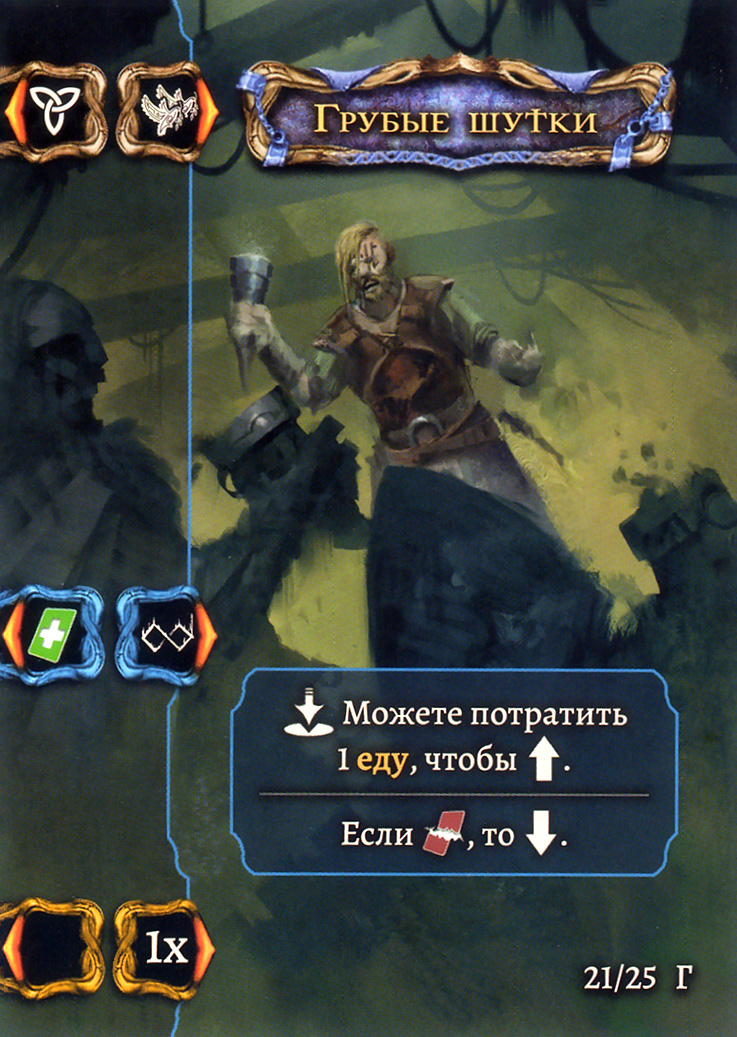 Грубые шутки
Можете потратить
1 еду, чтобы
Если , то .
1x
21/25 Г